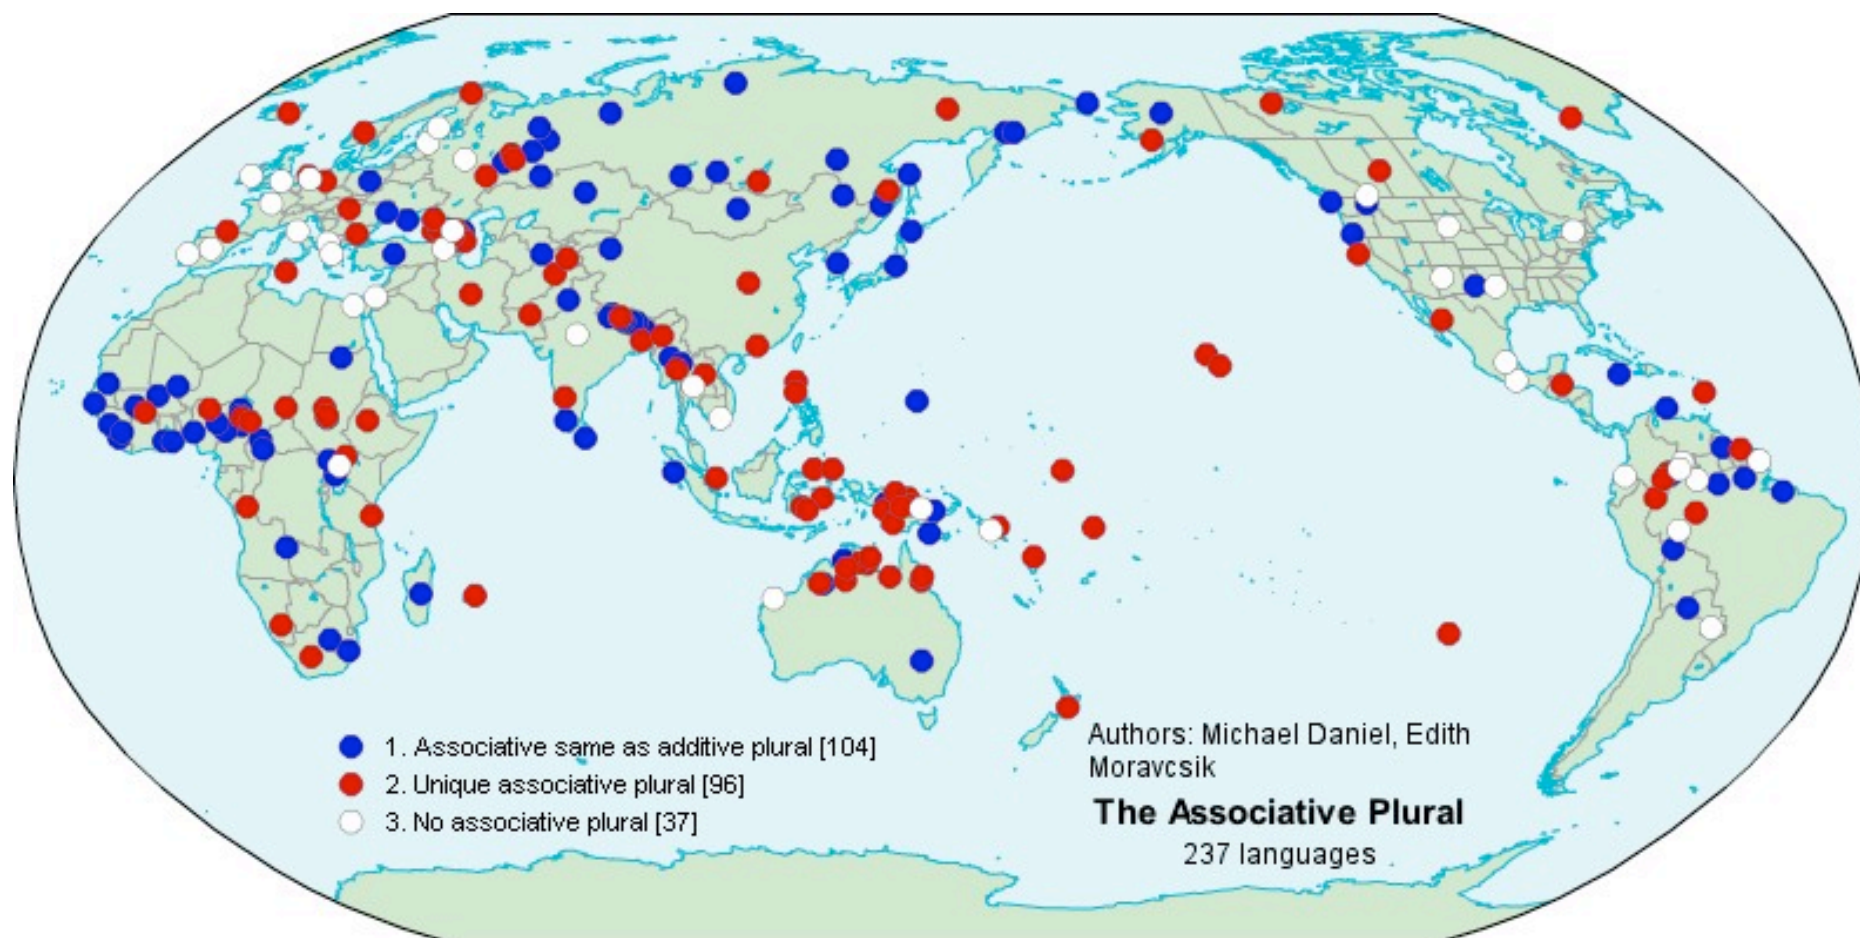 1. Associative same as additive plural [104]
2. Unique associative plural [96]
3. No associative plural [37]
Authors: Michael Daniel, Edith
Moravcsik
The Associative Plural
237 languages